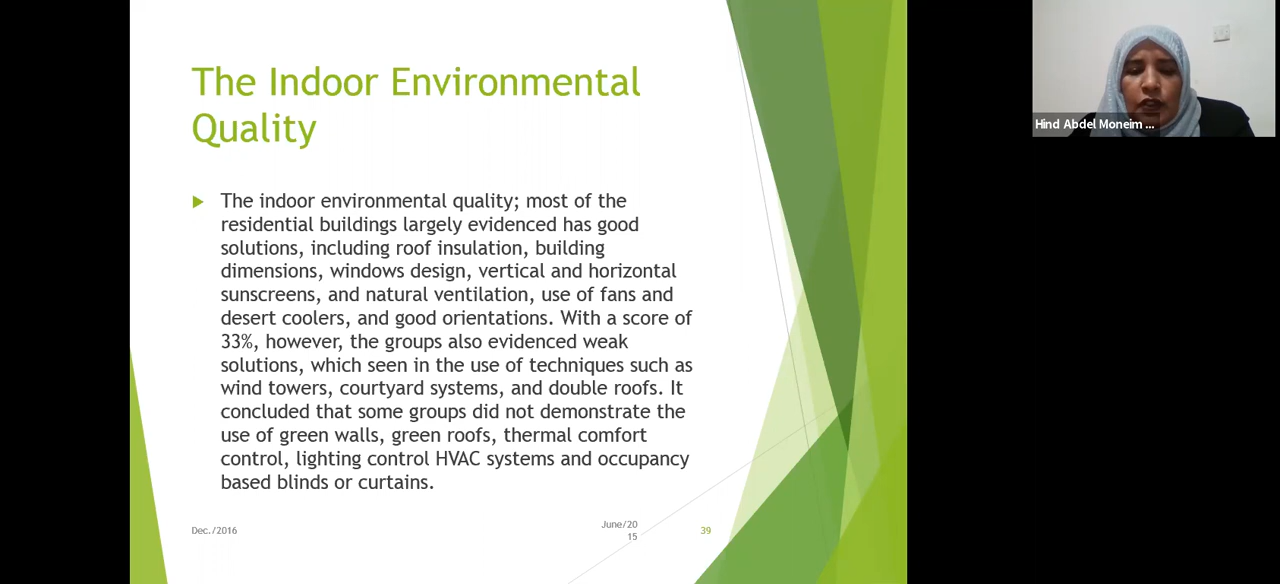 The Indoor Environmental
Quality
The indoor environmental quality; most of the
residential buildings largely evidenced has good
solutions, including roof insulation, building
dimensions, windows design, vertical and horizontal
sunscreens, and natural ventilation, use of fans and
desert coolers, and good orientations. With a score of
33%, however, the groups also evidenced weak
solutions, which seen in the use of techniques such as
wind towers, courtyard systems, and double roofs. It
concluded that some groups did not demonstrate the
use of green walls, green roofs, thermal comfort
control, lighting control HVAC systems and occupancy
based blinds or curtains.
Dec./2016
June/20
15
39
Hind Abdel Moneim ...